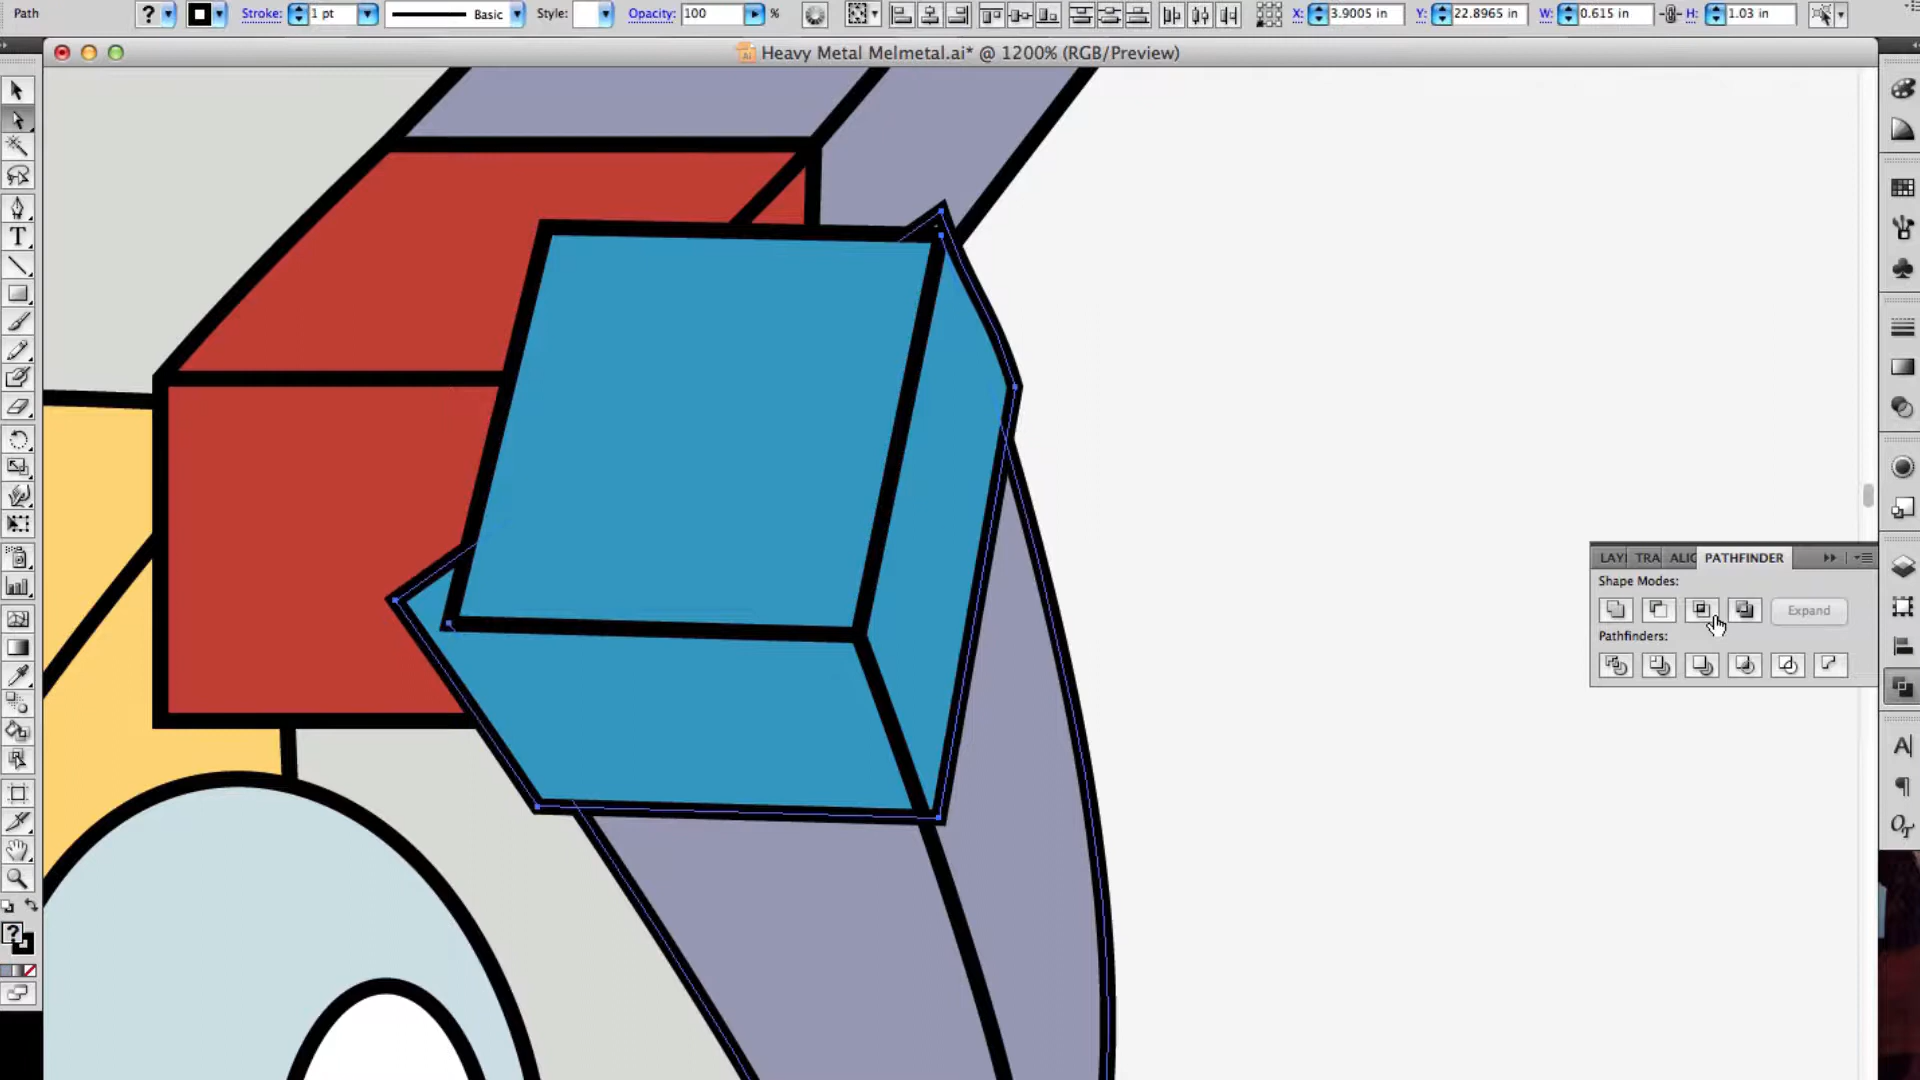 Path ? Stroke: 1 pt Basic Style: Opacity: 100 % X: 3.9005 in Y: 22.8965 in W: 0.615 in H: 1.03 in
Heavy Metal Melmetal.ai* @ 1200% (RGB/Preview)
LAYI TRA ALIG PATHFINDER
Shape Modes:
Expand
Pathfinders: